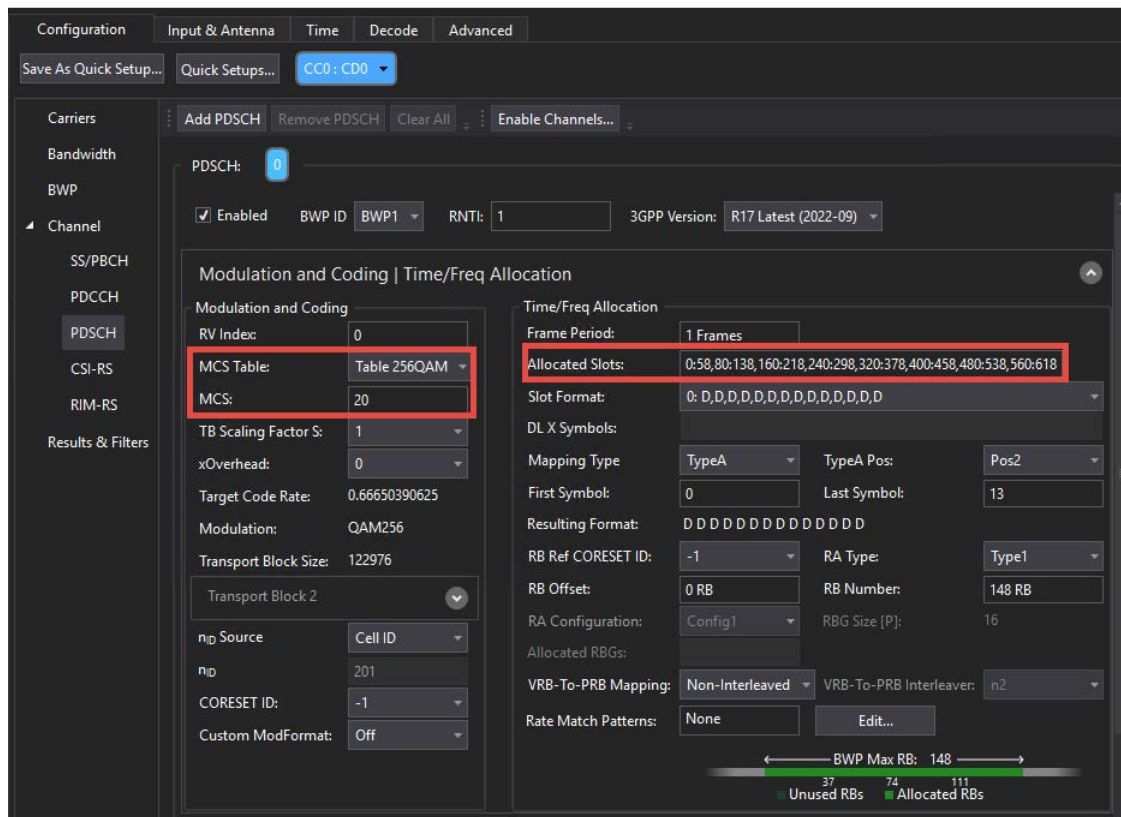 Configuration Input & Antenna Time Decode Advanced
Save As Quick Setup... Quick Setups... CC0 : CD0
Carriers
Bandwidth
BWP
Channel
SS/PBCH
PDCCH
PDSCH
CSI-RS
RIM-RS
Results & Filters
Add PDSCH Remove PDSCH Clear All Enable Channels...
PDSCH: 0
Enabled BWP ID BWP1 RNTI: 1 3GPP Version: R17 Latest (2022-09)
Modulation and Coding | Time/Freq Allocation
Modulation and Coding
RV Index: 0
MCS Table: Table 256QAM
MCS: 20
TB Scaling Factor S: 1
xOverhead: 0
Target Code Rate: 0.66650390625
Modulation: QAM256
Transport Block Size: 122976
Transport Block 2
nID Source Cell ID
nID 201
CORESET ID: -1
Custom ModFormat: Off
Time/Freq Allocation
Frame Period: 1 Frames
Allocated Slots: 0:58,80:138,160:218,240:298,320:378,400:458,480:538,560:618
Slot Format: 0: D,D,D,D,D,D,D,D,D,D,D,D,D,D
DL X Symbols:
Mapping Type TypeA TypeA Pos: Pos2
First Symbol: 0 Last Symbol: 13
Resulting Format: D D D D D D D D D D D D D D
RB Ref CORESET ID: -1 RA Type: Type1
RB Offset: 0 RB RB Number: 148 RB
RA Configuration: Config1 RBG Size [P]: 16
Allocated RBGs:
VRB-To-PRB Mapping: Non-Interleaved VRB-To-PRB Interleaver: n2
Rate Match Patterns: None Edit...
BWP Max RB: 148
37 74 111
Unused RBs Allocated RBs